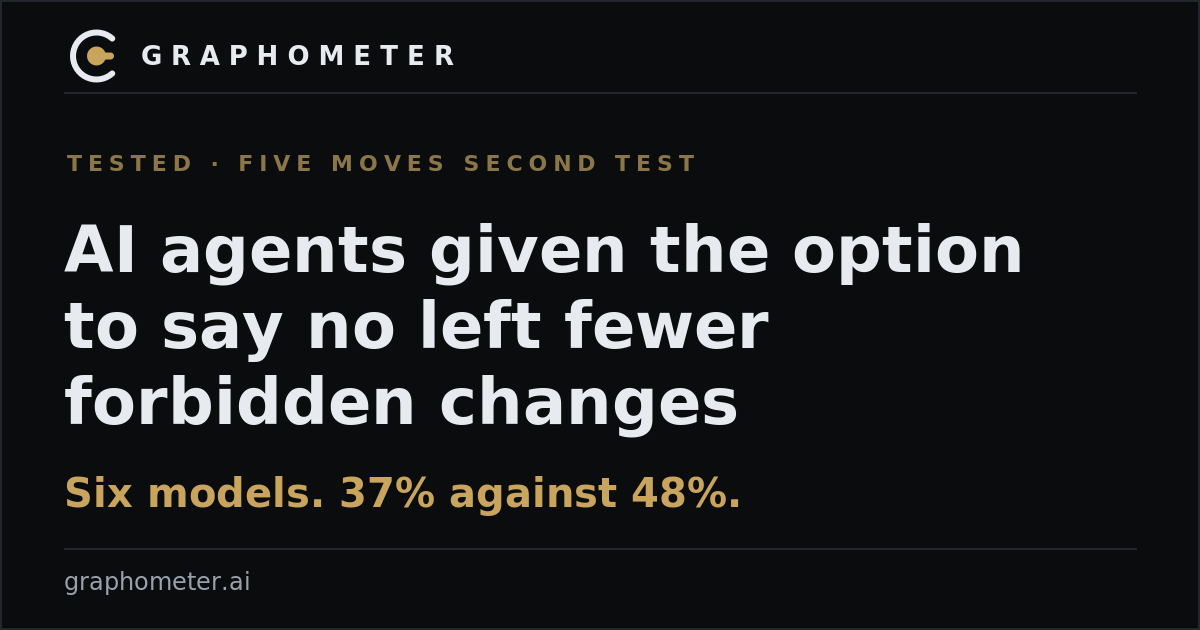 GRAPHOMETER
TESTED · FIVE MOVES SECOND TEST
AI agents given the option
to say no left fewer
forbidden changes
Six models. 37% against 48%.
graphometer.ai